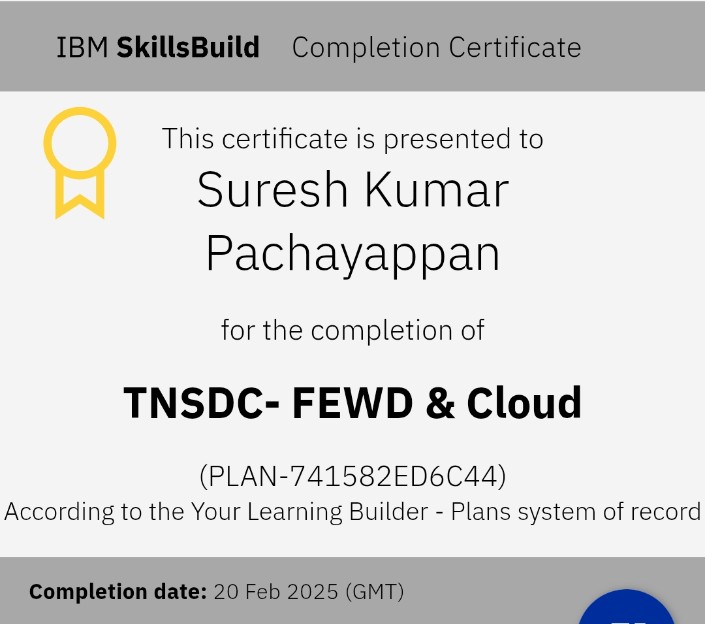 IBM SkillsBuild Completion Certificate
This certificate is presented to
Suresh Kumar
Pachayappan
for the completion of
TNSDC- FEWD & Cloud
(PLAN-741582ED6C44)
According to the Your Learning Builder - Plans system of record
Completion date: 20 Feb 2025 (GMT)